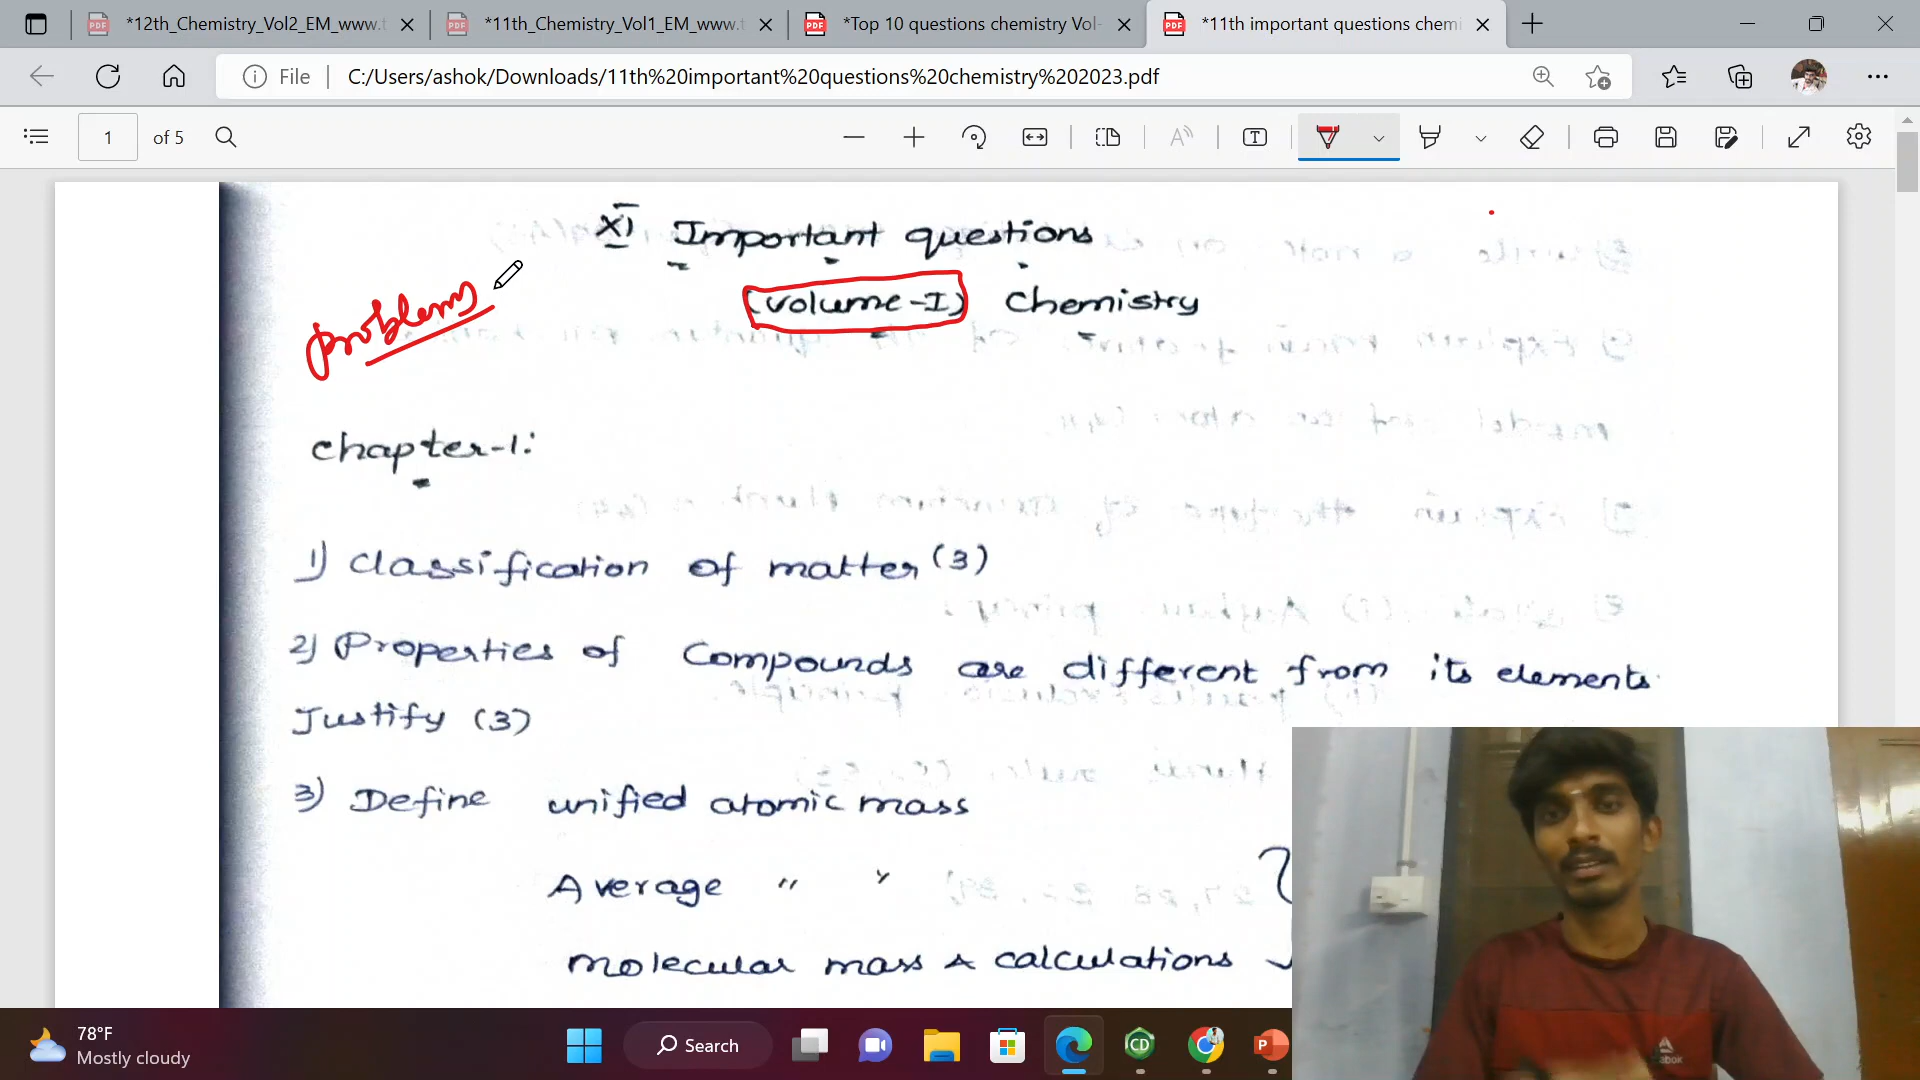 *12th_Chemistry_Vol2_EM_www.t
*11th_Chemistry_Vol1_EM_www.t
*Top 10 questions chemistry Vol-
*11th important questions chemi
File C:/Users/ashok/Downloads/11th%20important%20questions%20chemistry%202023.pdf
1 of 5
XI Important questions
(Volume-I) Chemistry
Problems
Chapter-1:
1) Classification of matter (3)
2) Properties of Compounds are different from its elements
Justify (3)
3) Define unified atomic mass
Average " "
molecular mass & calculations
78°F
Mostly cloudy
Search